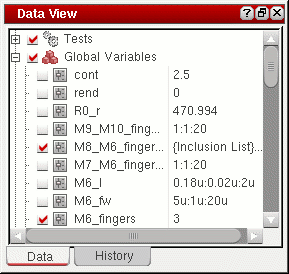 Data View
Tests
Global Variables
cont 2.5
rend 0
R0_r 470.994
M9_M10_fing... 1:1:20
M8_M6_finger... {Inclusion List}...
M7_M6_finger... 1:1:20
M6_l 0.18u:0.02u:2u
M6_fw 5u:1u:20u
M6_fingers 3
Data History